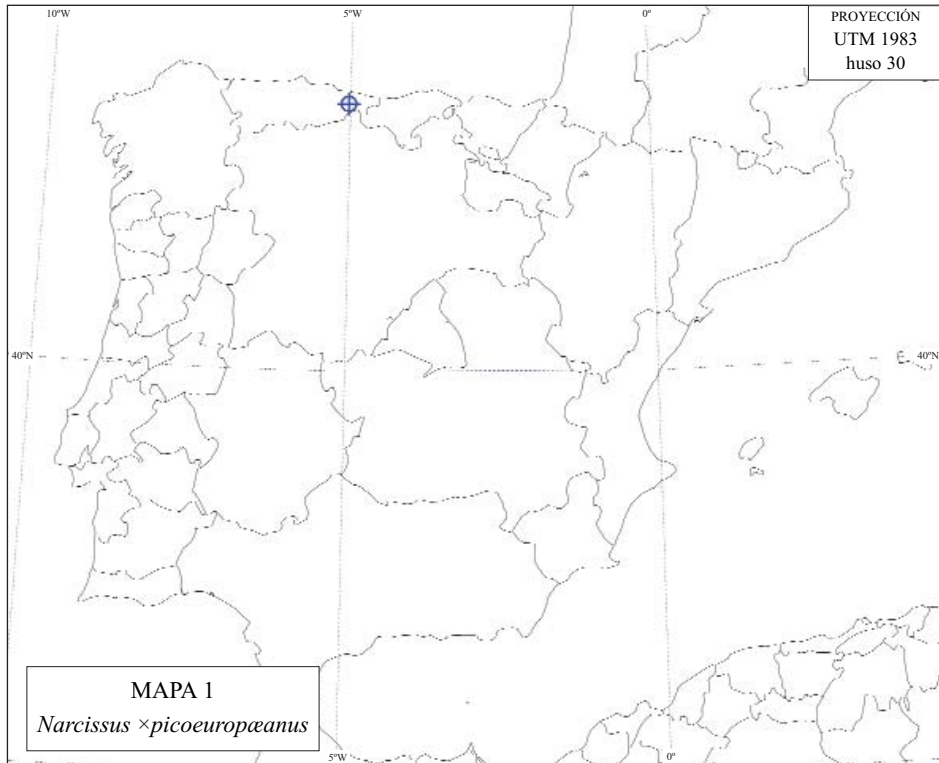 10ºW
5ºW
0º
PROYECCIÓN
UTM 1983
huso 30
40ºN
40ºN
MAPA 1
Narcissus ×picoeuropæanus
5ºW
0º